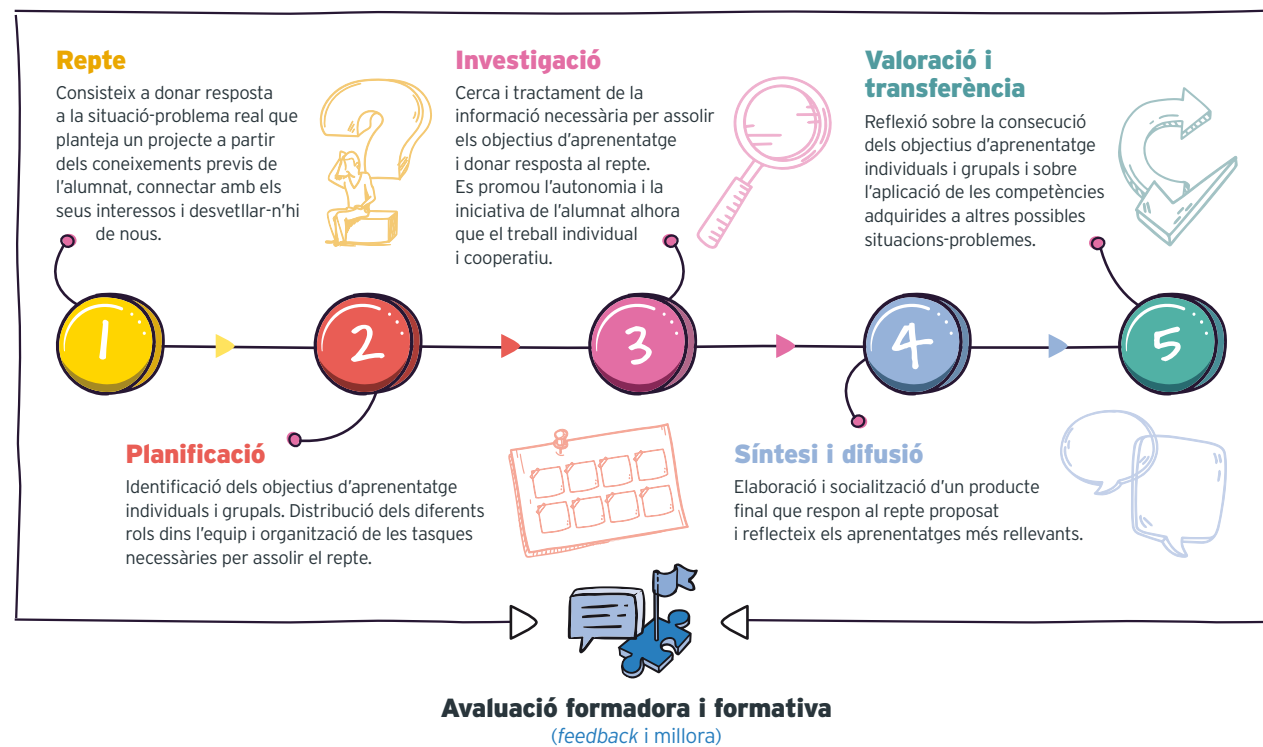 Repte
Consisteix a donar resposta
a la situació-problema real que
planteja un projecte a partir
dels coneixements previs de
l'alumnat, connectar amb els
seus interessos i desvetllar-n'hi
de nous.
Investigació
Cerca i tractament de la
informació necessària per assolir
els objectius d'aprenentatge
i donar resposta al repte.
Es promou l'autonomia i la
iniciativa de l'alumnat alhora
que el treball individual
i cooperatiu.
Valoració i
transferència
Reflexió sobre la consecució
dels objectius d'aprenentatge
individuals i grupals i sobre
l'aplicació de les competències
adquirides a altres possibles
situacions-problemes.
1
2
3
4
5
Planificació
Identificació dels objectius d'aprenentatge
individuals i grupals. Distribució dels diferents
rols dins l'equip i organització de les tasques
necessàries per assolir el repte.
Síntesi i difusió
Elaboració i socialització d'un producte
final que respon al repte proposat
i reflecteix els aprenentatges més rellevants.
Avaluació formadora i formativa
(feedback i millora)